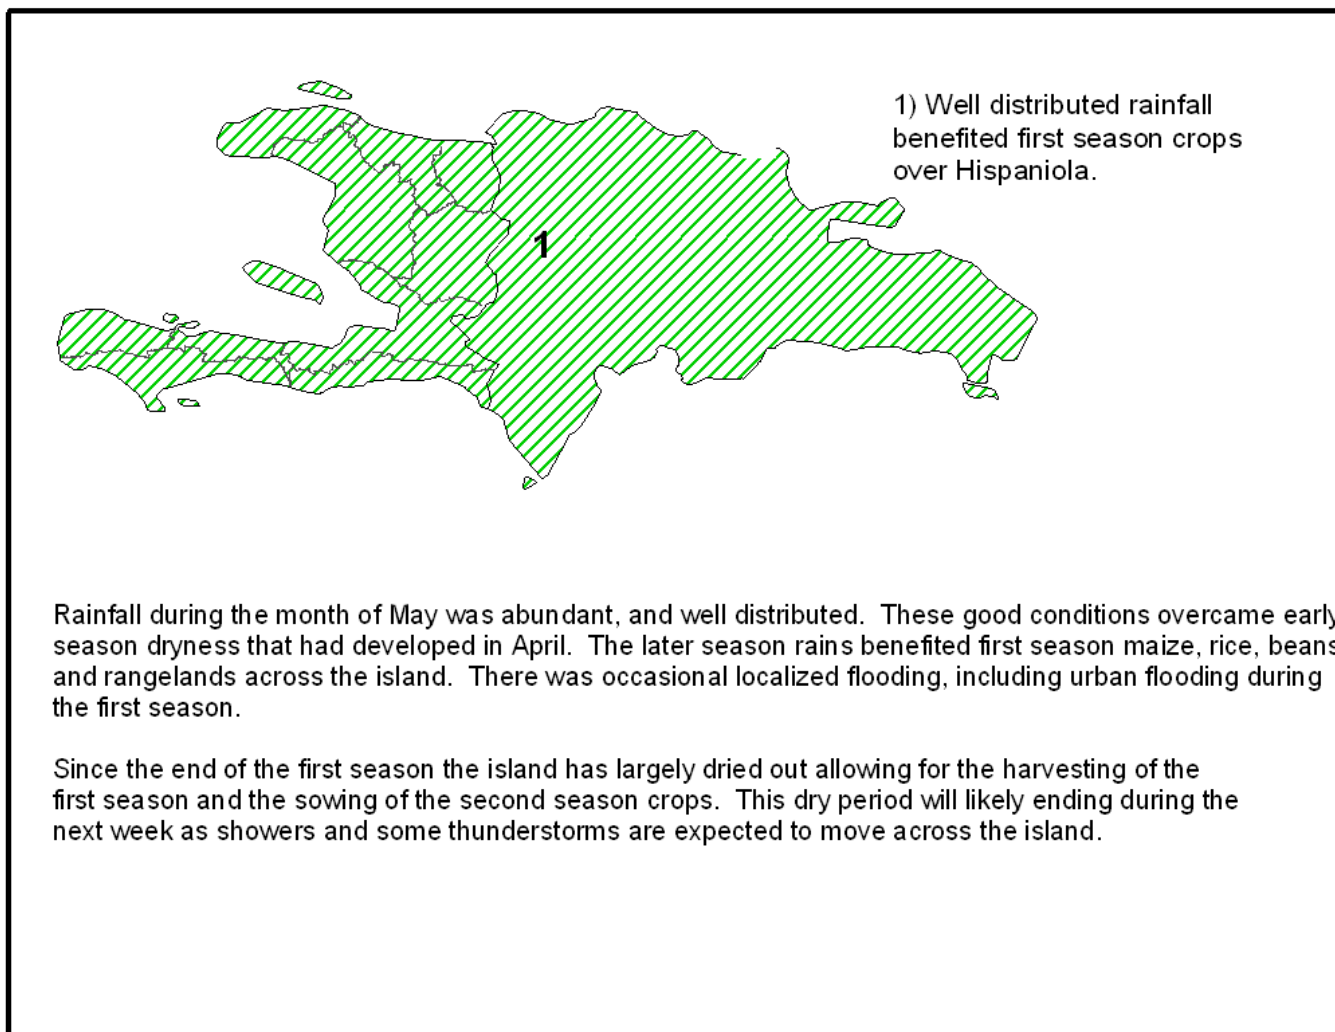 1) Well distributed rainfall
benefited first season crops
over Hispaniola.
1
Rainfall during the month of May was abundant, and well distributed.  These good conditions overcame early
season dryness that had developed in April.  The later season rains benefited first season maize, rice, beans
and rangelands across the island.  There was occasional localized flooding, including urban flooding during
the first season.
Since the end of the first season the island has largely dried out allowing for the harvesting of the
first season and the sowing of the second season crops.  This dry period will likely ending during the
next week as showers and some thunderstorms are expected to move across the island.